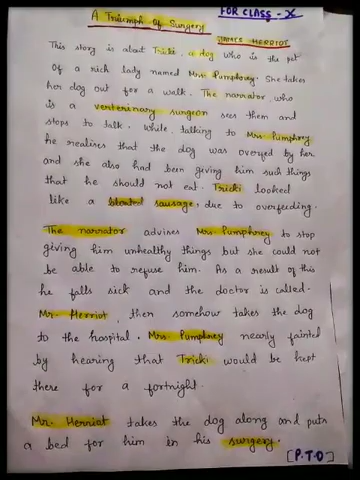 FOR CLASS - X
A Triumph Of Surgery
JAMES HERRIOT
This story is about Tricki, a dog who is the pet
Of a rich lady named Mrs. Pumphrey. She takes
her dog out for a walk. The narrator, who
is a verterinary surgeon sees them and
stops to talk. While, talking to Mrs. Pumphrey
he realises that the dog was overfed by her
and she also had been giving him such things
that he should not eat. Tricki looked
like a bloated sausage, due to overfeeding.
The narrator advises Mrs. Pumphrey to stop
giving him unhealthy things but she could not
be able to refuse him. As a result of this
he falls sick and the doctor is called.
Mr. Herriot, then somehow takes the dog
to the hospital. Mrs. Pumphrey nearly fainted
by hearing that Tricki would be kept
there for a fortnight.
Mr. Herriat takes the dog along and puts
a bed for him in his surgery.
[P.T.O]